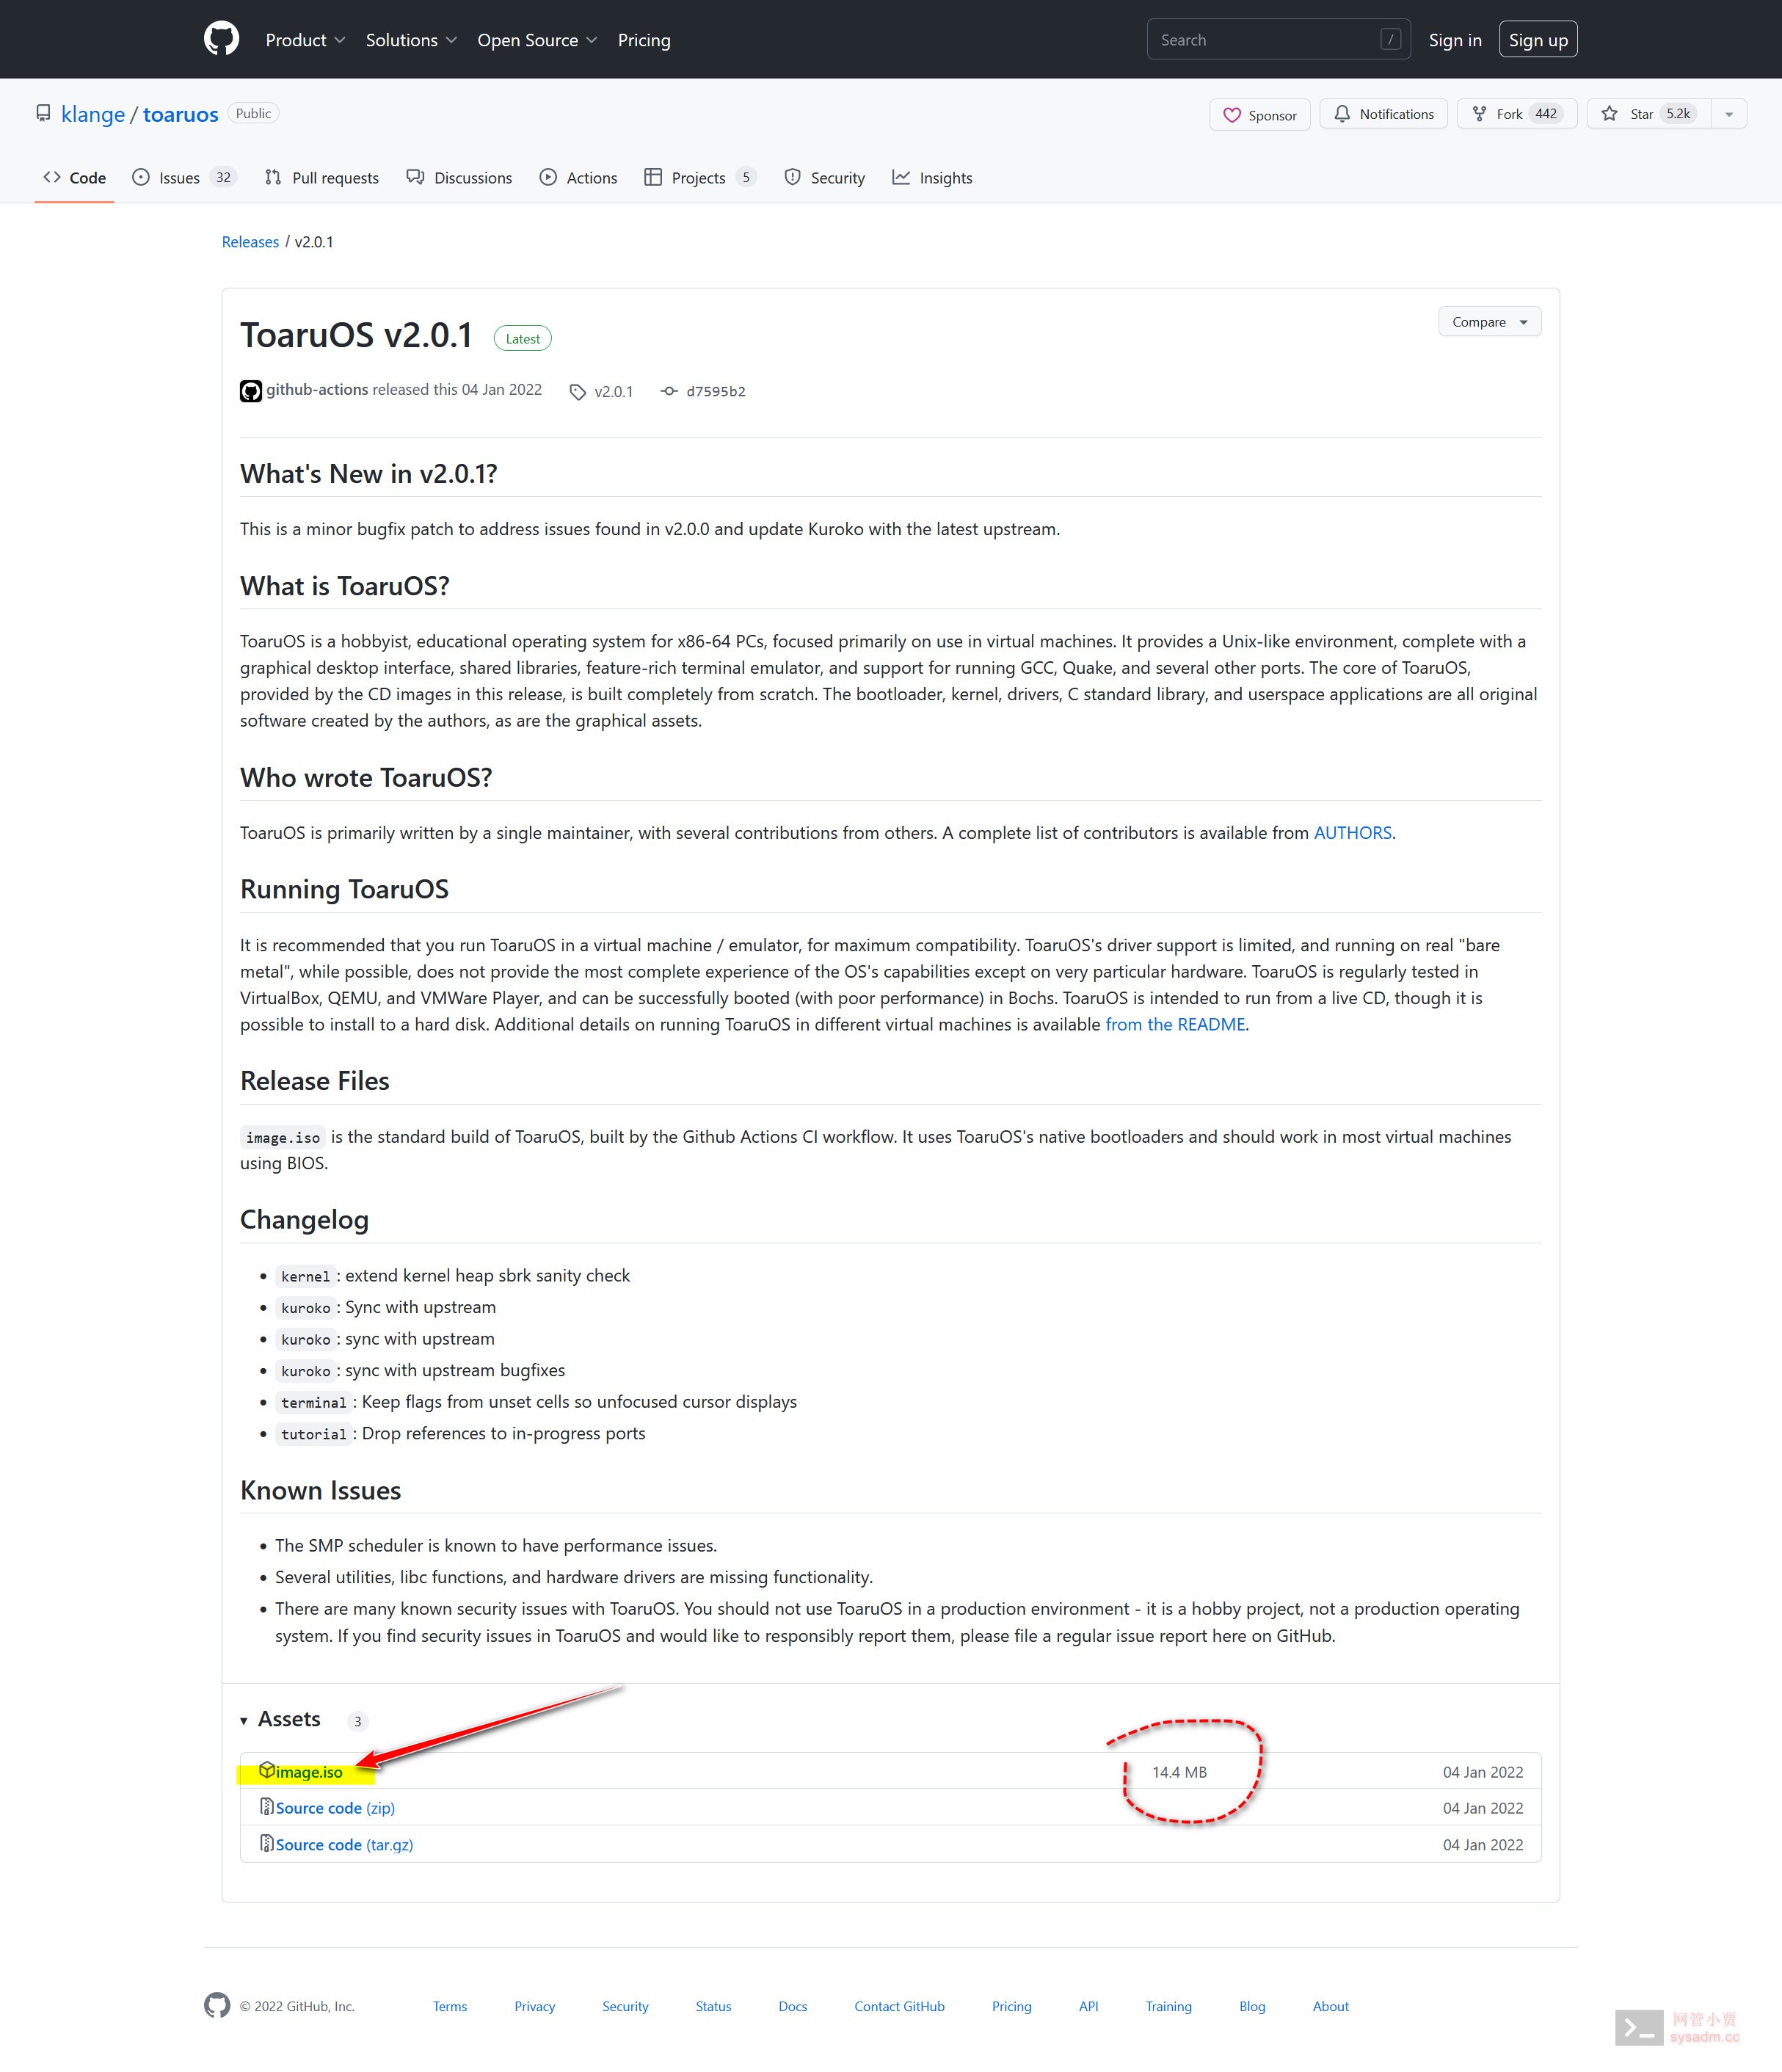 Product Solutions Open Source Pricing Search / Sign in Sign up
klange / toaruos Public Sponsor Notifications Fork 442 Star 5.2k
Code Issues 32 Pull requests Discussions Actions Projects 5 Security Insights
Releases / v2.0.1
ToaruOS v2.0.1 Latest Compare
github-actions released this 04 Jan 2022 v2.0.1 d7595b2
What's New in v2.0.1?
This is a minor bugfix patch to address issues found in v2.0.0 and update Kuroko with the latest upstream.
What is ToaruOS?
ToaruOS is a hobbyist, educational operating system for x86-64 PCs, focused primarily on use in virtual machines. It provides a Unix-like environment, complete with a
graphical desktop interface, shared libraries, feature-rich terminal emulator, and support for running GCC, Quake, and several other ports. The core of ToaruOS,
provided by the CD images in this release, is built completely from scratch. The bootloader, kernel, drivers, C standard library, and userspace applications are all original
software created by the authors, as are the graphical assets.
Who wrote ToaruOS?
ToaruOS is primarily written by a single maintainer, with several contributions from others. A complete list of contributors is available from AUTHORS.
Running ToaruOS
It is recommended that you run ToaruOS in a virtual machine / emulator, for maximum compatibility. ToaruOS's driver support is limited, and running on real "bare
metal", while possible, does not provide the most complete experience of the OS's capabilities except on very particular hardware. ToaruOS is regularly tested in
VirtualBox, QEMU, and VMWare Player, and can be successfully booted (with poor performance) in Bochs. ToaruOS is intended to run from a live CD, though it is
possible to install to a hard disk. Additional details on running ToaruOS in different virtual machines is available from the README.
Release Files
image.iso is the standard build of ToaruOS, built by the Github Actions CI workflow. It uses ToaruOS's native bootloaders and should work in most virtual machines
using BIOS.
Changelog
• kernel : extend kernel heap sbrk sanity check
• kuroko : Sync with upstream
• kuroko : sync with upstream
• kuroko : sync with upstream bugfixes
• terminal : Keep flags from unset cells so unfocused cursor displays
• tutorial : Drop references to in-progress ports
Known Issues
• The SMP scheduler is known to have performance issues.
• Several utilities, libc functions, and hardware drivers are missing functionality.
• There are many known security issues with ToaruOS. You should not use ToaruOS in a production environment - it is a hobby project, not a production operating
system. If you find security issues in ToaruOS and would like to responsibly report them, please file a regular issue report here on GitHub.
Assets 3
image.iso 14.4 MB 04 Jan 2022
Source code (zip) 04 Jan 2022
Source code (tar.gz) 04 Jan 2022
© 2022 GitHub, Inc. Terms Privacy Security Status Docs Contact GitHub Pricing API Training Blog About
网管小贾
sysadm.cc